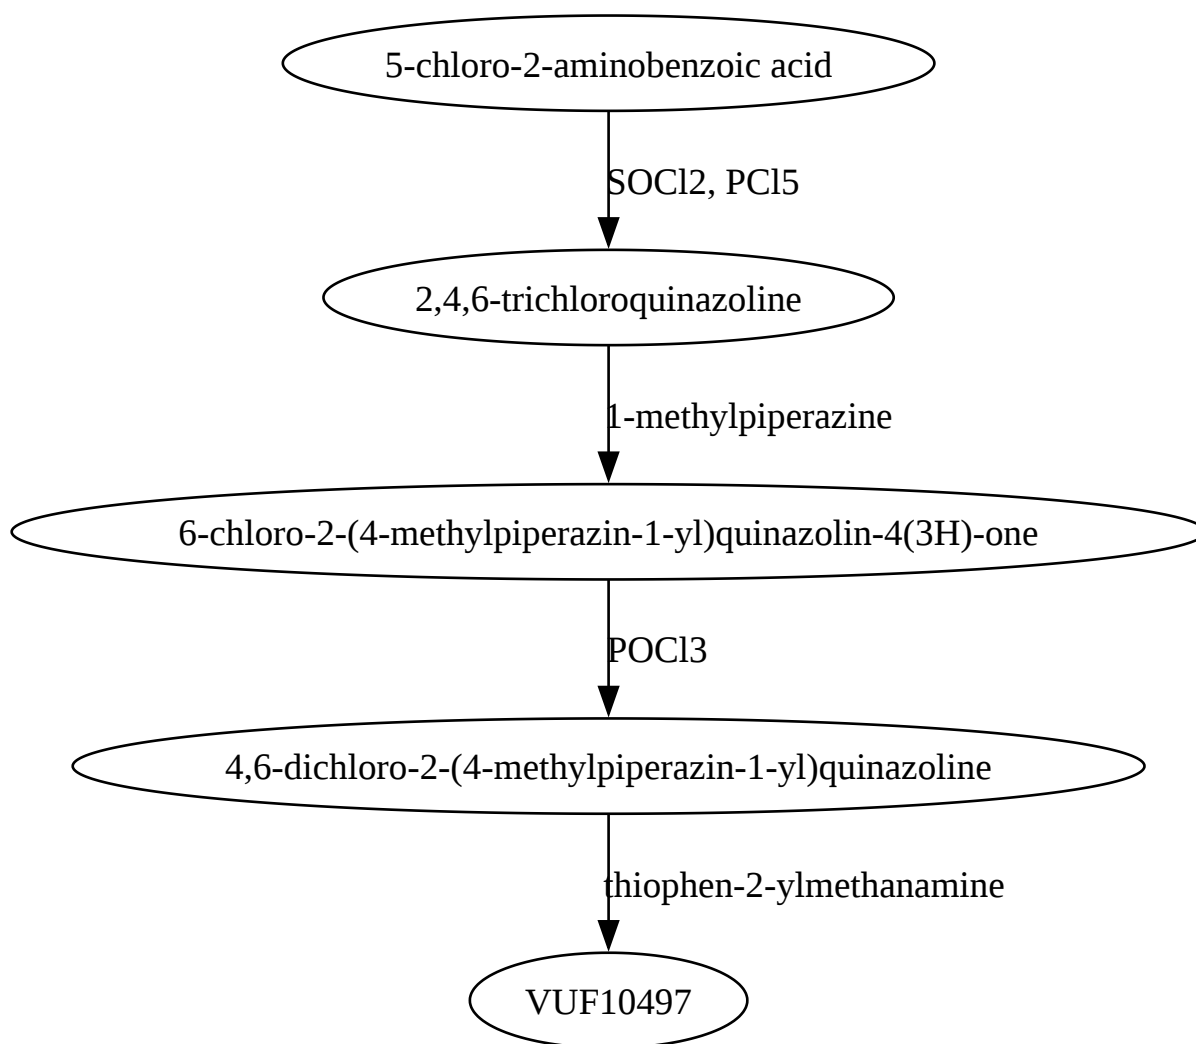 5-chloro-2-aminobenzoic acid
SOCl2, PCl5
2,4,6-trichloroquinazoline
1-methylpiperazine
6-chloro-2-(4-methylpiperazin-1-yl)quinazolin-4(3H)-one
POCl3
4,6-dichloro-2-(4-methylpiperazin-1-yl)quinazoline
thiophen-2-ylmethanamine
VUF10497